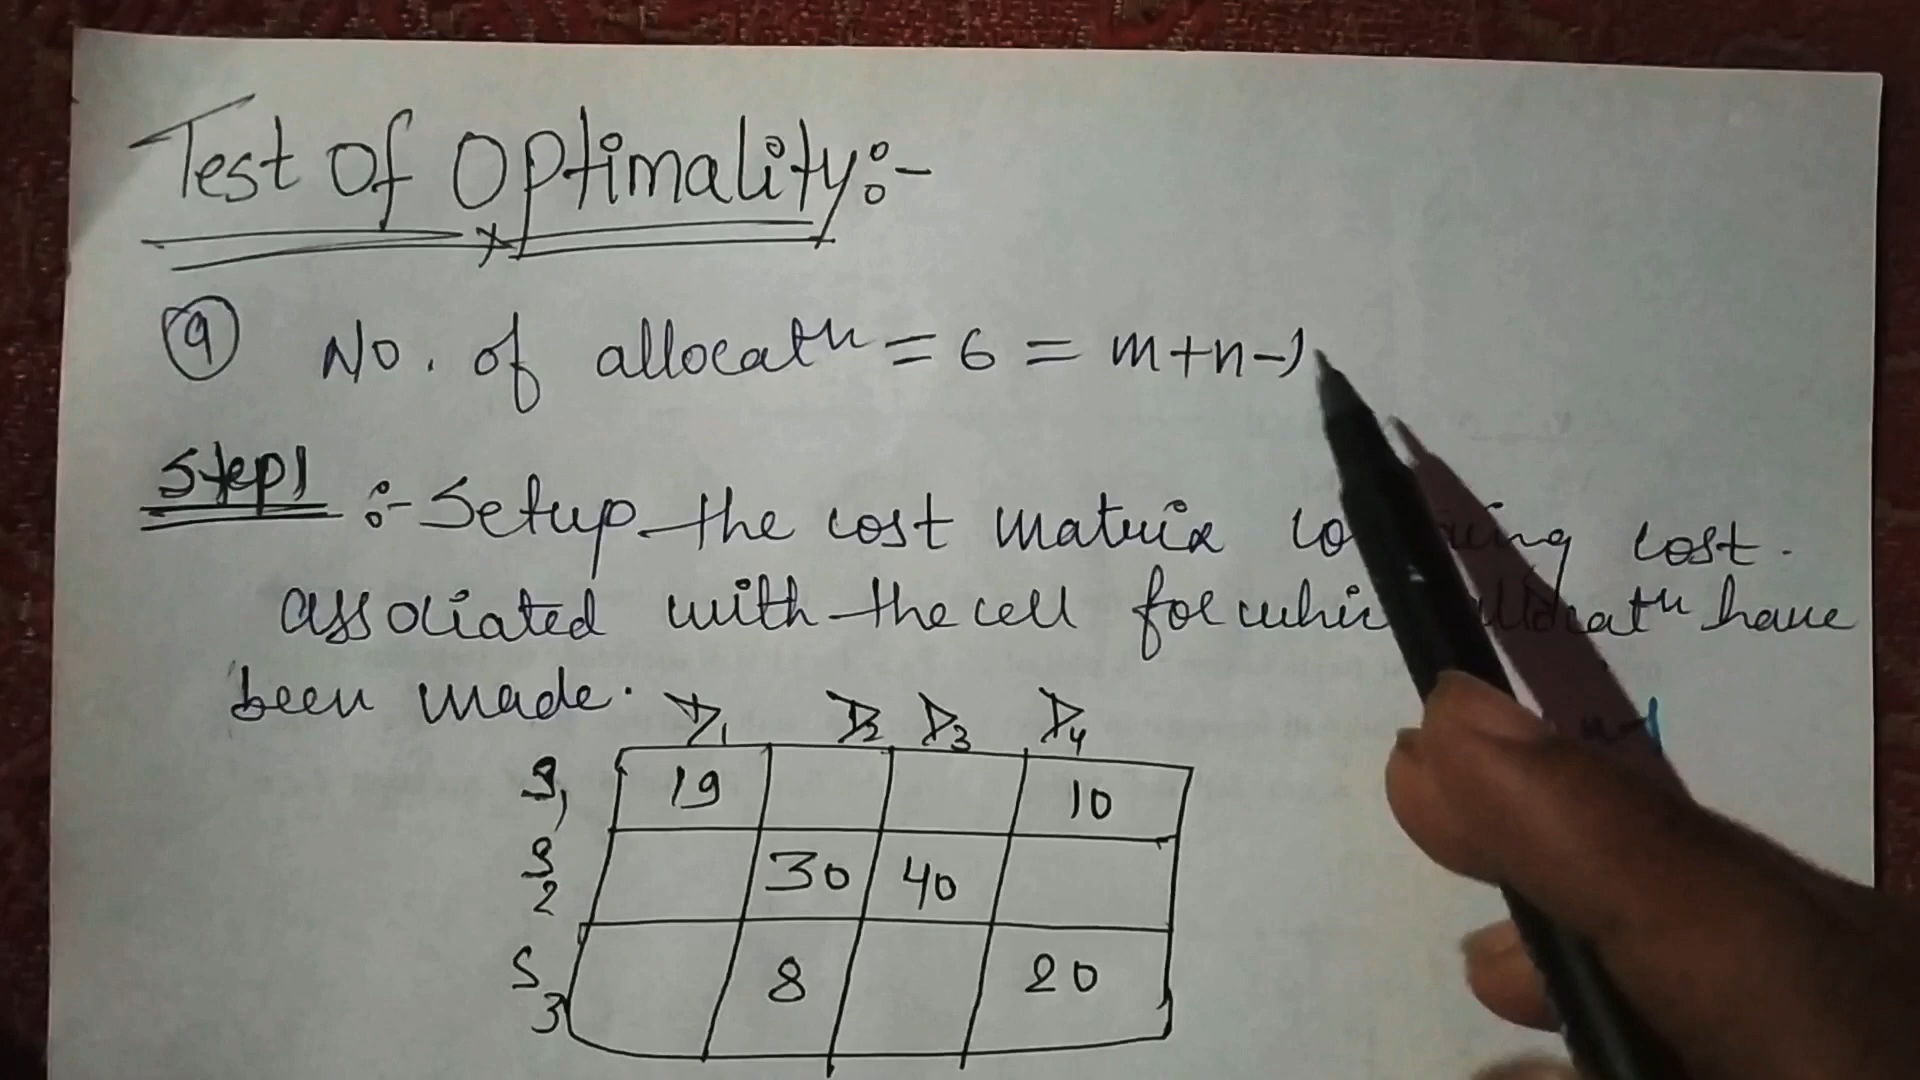 Test Of Optimality:-
(9) No. of allocatn = 6 = m+n-1
Step1 :- Setup the cost matrix cost.
associated with the cell for allocatn have
been made.
D1 D2 D3 D4
S1 19 10
S2 30 40
S3 8 20